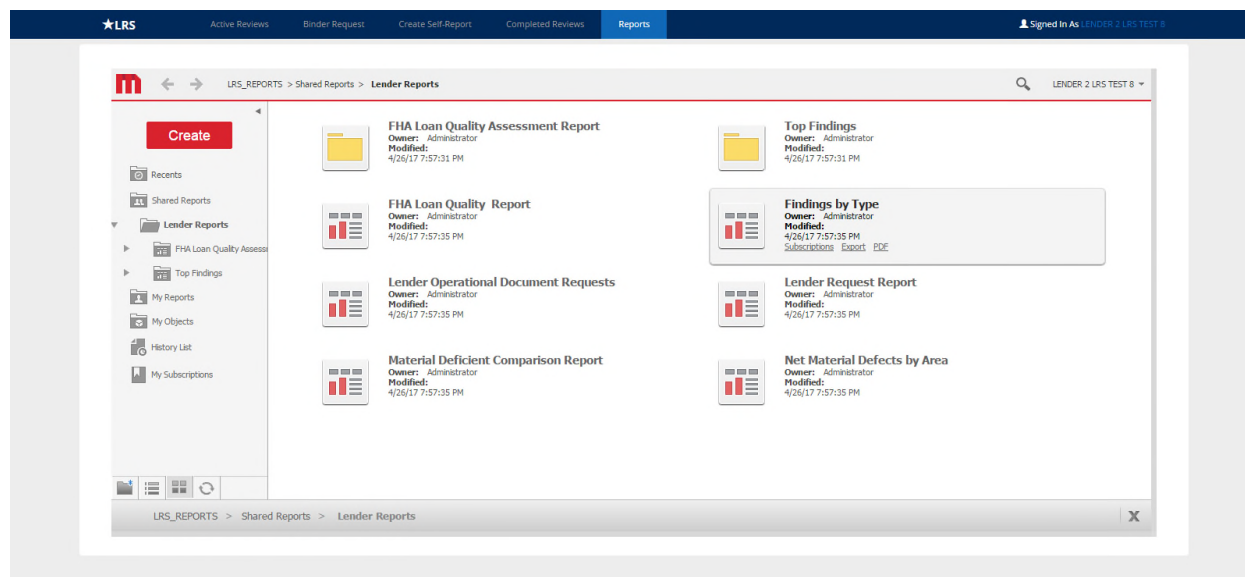 ★LRS Active Reviews Binder Request Create Self-Report Completed Reviews Reports Signed In As LENDER 2 LRS TEST 8
LRS_REPORTS > Shared Reports > Lender Reports LENDER 2 LRS TEST 8
Create
Recents
Shared Reports
Lender Reports
FHA Loan Quality Assess
Top Findings
My Reports
My Objects
History List
My Subscriptions
FHA Loan Quality Assessment Report
Owner: Administrator
Modified:
4/26/17 7:57:31 PM
Top Findings
Owner: Administrator
Modified:
4/26/17 7:57:31 PM
FHA Loan Quality Report
Owner: Administrator
Modified:
4/26/17 7:57:35 PM
Findings by Type
Owner: Administrator
Modified:
4/26/17 7:57:35 PM
Subscriptions Export PDF
Lender Operational Document Requests
Owner: Administrator
Modified:
4/26/17 7:57:35 PM
Lender Request Report
Owner: Administrator
Modified:
4/26/17 7:57:35 PM
Material Deficient Comparison Report
Owner: Administrator
Modified:
4/26/17 7:57:35 PM
Net Material Defects by Area
Owner: Administrator
Modified:
4/26/17 7:57:35 PM
LRS_REPORTS > Shared Reports > Lender Reports X